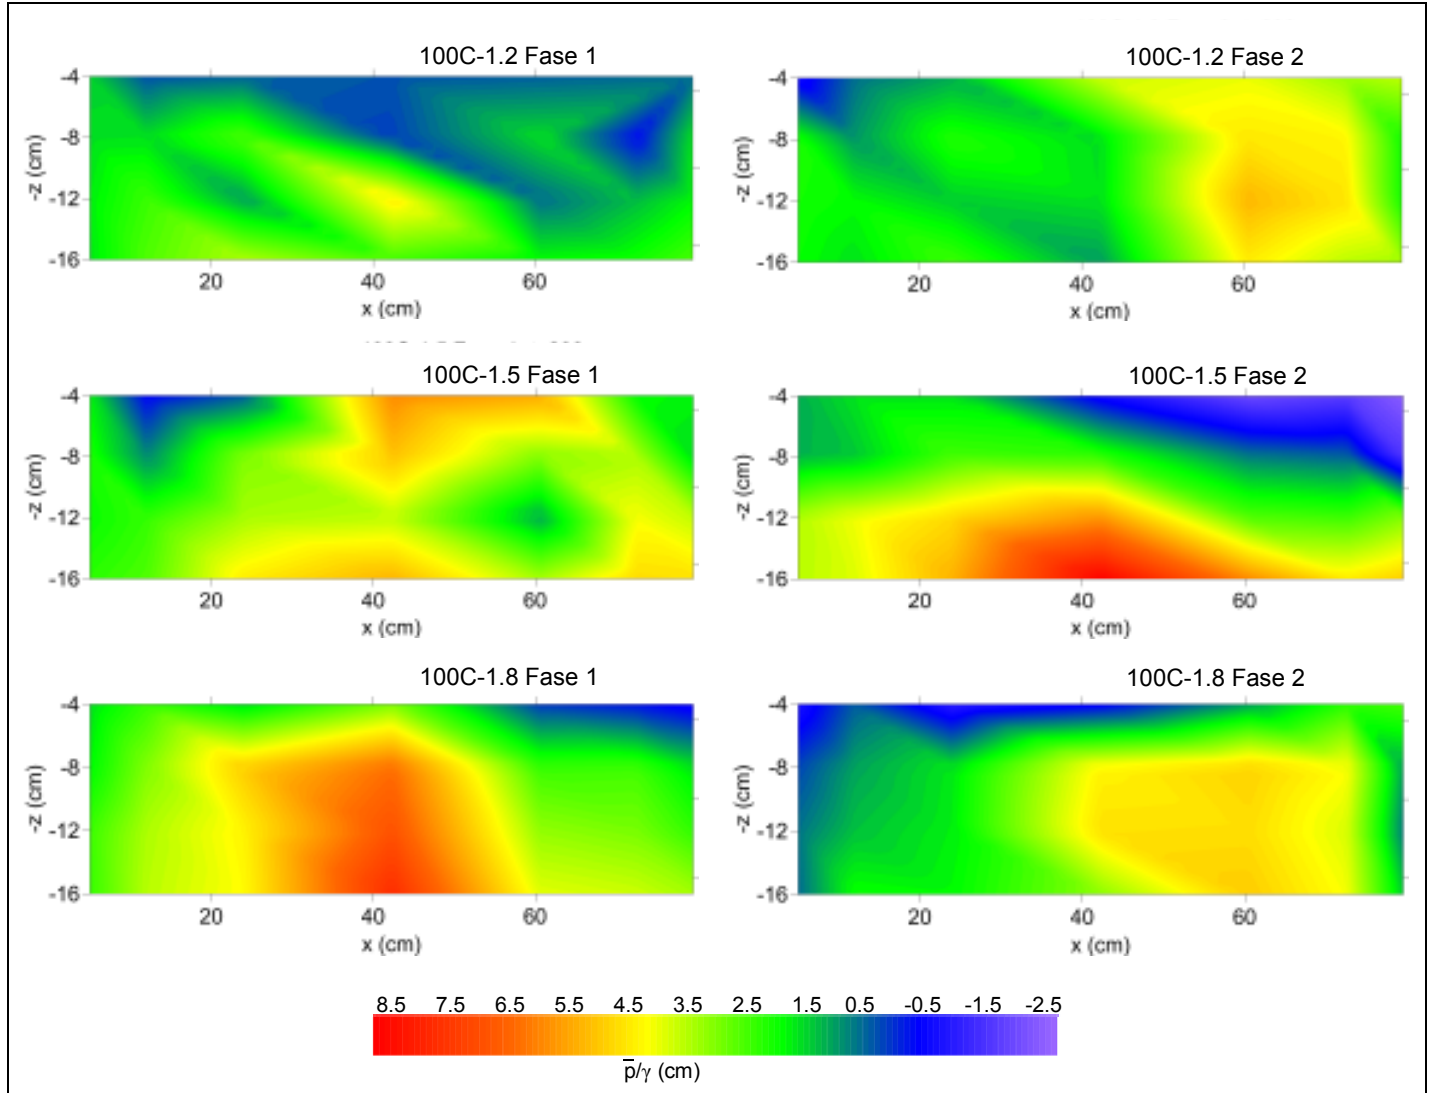 100C-1.2 Fase 1
-4
-8
-12
-16
-z (cm)
20 40 60
x (cm)
100C-1.2 Fase 2
-4
-8
-12
-16
-z (cm)
20 40 60
x (cm)
100C-1.5 Fase 1
-4
-8
-12
-16
-z (cm)
20 40 60
x (cm)
100C-1.5 Fase 2
-4
-8
-12
-16
-z (cm)
20 40 60
x (cm)
100C-1.8 Fase 1
-4
-8
-12
-16
-z (cm)
20 40 60
x (cm)
100C-1.8 Fase 2
-4
-8
-12
-16
-z (cm)
20 40 60
x (cm)
8.5 7.5 6.5 5.5 4.5 3.5 2.5 1.5 0.5 -0.5 -1.5 -2.5
p̅/γ (cm)